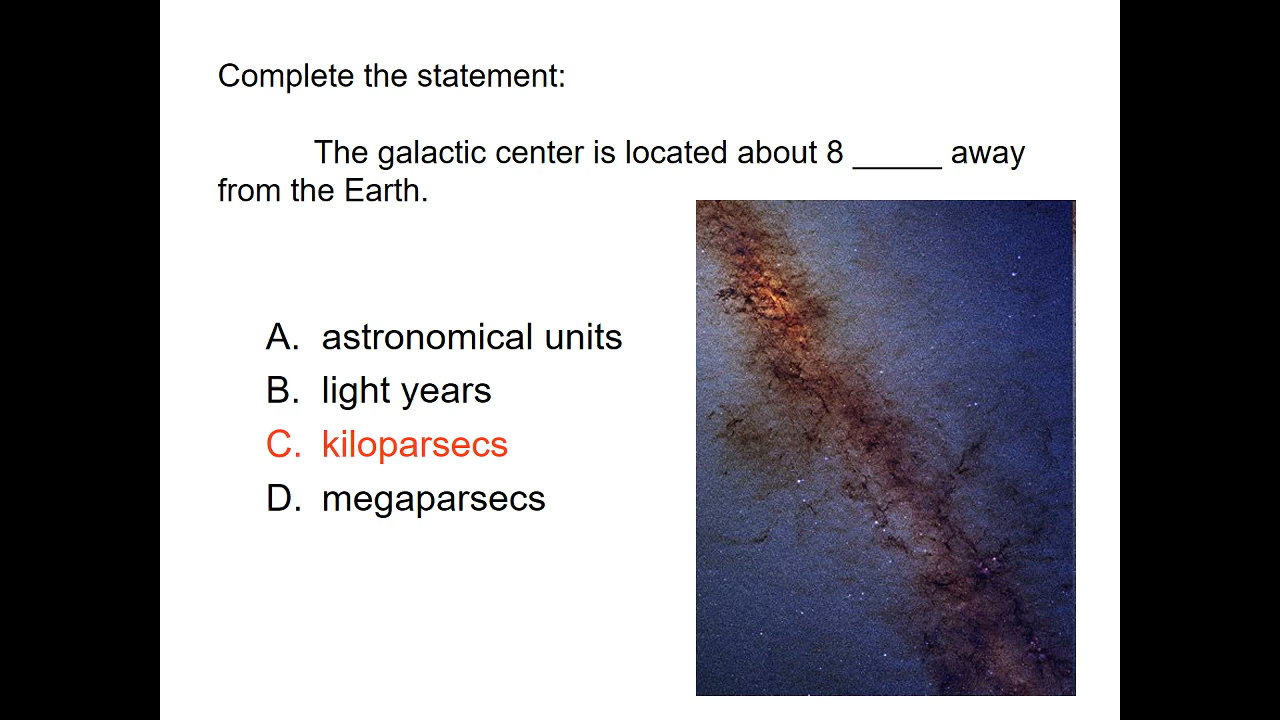 Complete the statement:
The galactic center is located about 8 _____ away
from the Earth.
A. astronomical units
B. light years
C. kiloparsecs
D. megaparsecs